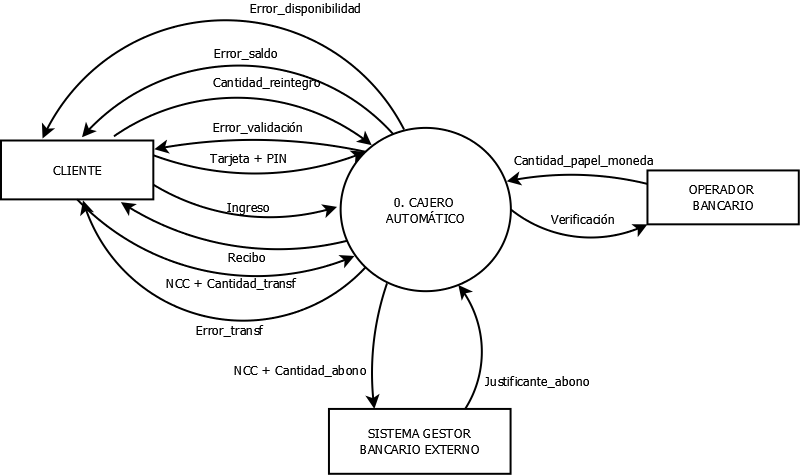 Error_disponibilidad
Error_saldo
Cantidad_reintegro
Error_validación
Tarjeta + PIN
Cantidad_papel_moneda
CLIENTE
OPERADOR
BANCARIO
0. CAJERO
AUTOMÁTICO
Ingreso
Verificación
Recibo
NCC + Cantidad_transf
Error_transf
NCC + Cantidad_abono
Justificante_abono
SISTEMA GESTOR
BANCARIO EXTERNO